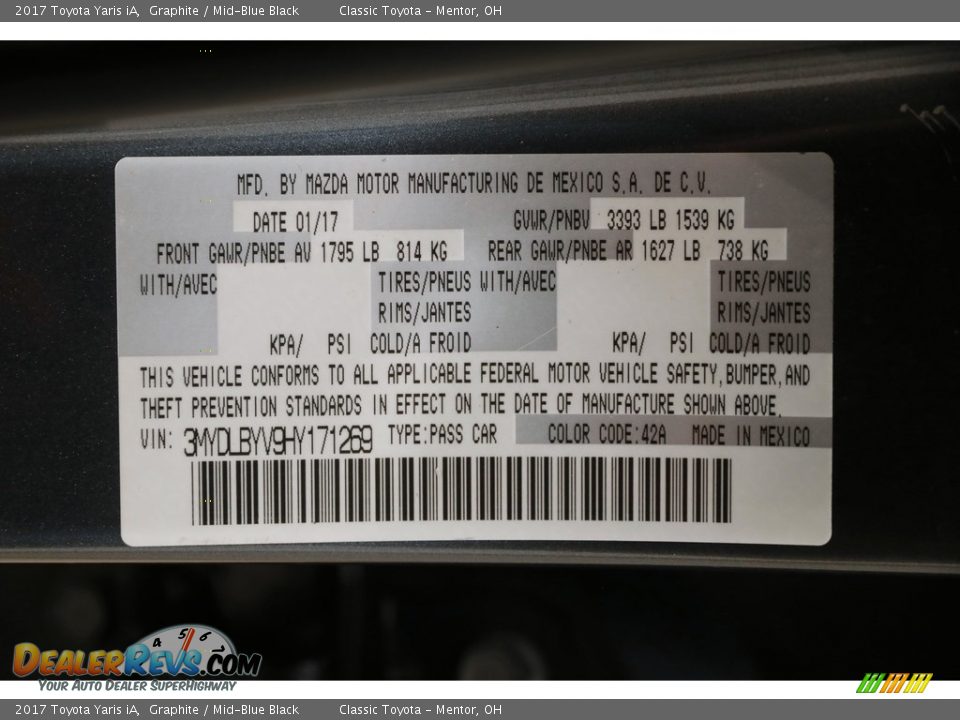 2017 Toyota Yaris iA, Graphite / Mid-Blue Black Classic Toyota – Mentor, OH
MFD. BY MAZDA MOTOR MANUFACTURING DE MEXICO S.A. DE C.V.
DATE 01/17 GVWR/PNBV 3393 LB 1539 KG
FRONT GAWR/PNBE AV 1795 LB 814 KG REAR GAWR/PNBE AR 1627 LB 738 KG
WITH/AVEC TIRES/PNEUS WITH/AVEC TIRES/PNEUS
RIMS/JANTES RIMS/JANTES
KPA/ PSI COLD/A FROID KPA/ PSI COLD/A FROID
THIS VEHICLE CONFORMS TO ALL APPLICABLE FEDERAL MOTOR VEHICLE SAFETY, BUMPER, AND
THEFT PREVENTION STANDARDS IN EFFECT ON THE DATE OF MANUFACTURE SHOWN ABOVE.
VIN: 3MYDLBYV9HY171269 TYPE:PASS CAR COLOR CODE:42A MADE IN MEXICO
4 5 6
DEALERREVS.COM
YOUR AUTO DEALER SUPERHIGHWAY
2017 Toyota Yaris iA, Graphite / Mid-Blue Black Classic Toyota – Mentor, OH